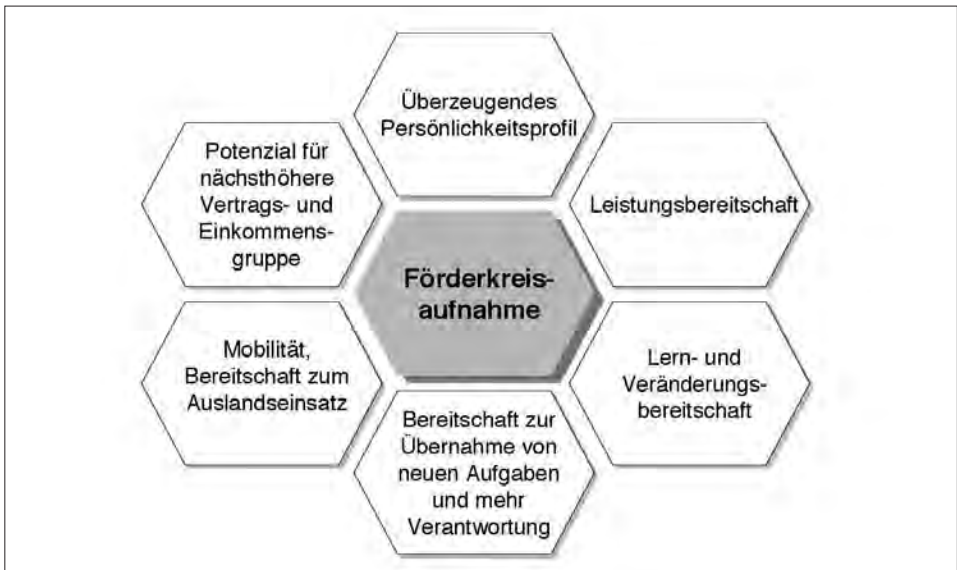 Überzeugendes
Persönlichkeitsprofil
Leistungsbereitschaft
Lern- und
Veränderungs-
bereitschaft
Bereitschaft zur
Übernahme von
neuen Aufgaben
und mehr
Verantwortung
Mobilität,
Bereitschaft zum
Auslandseinsatz
Potenzial für
nächsthöhere
Vertrags- und
Einkommens-
gruppe
Förderkreis-
aufnahme